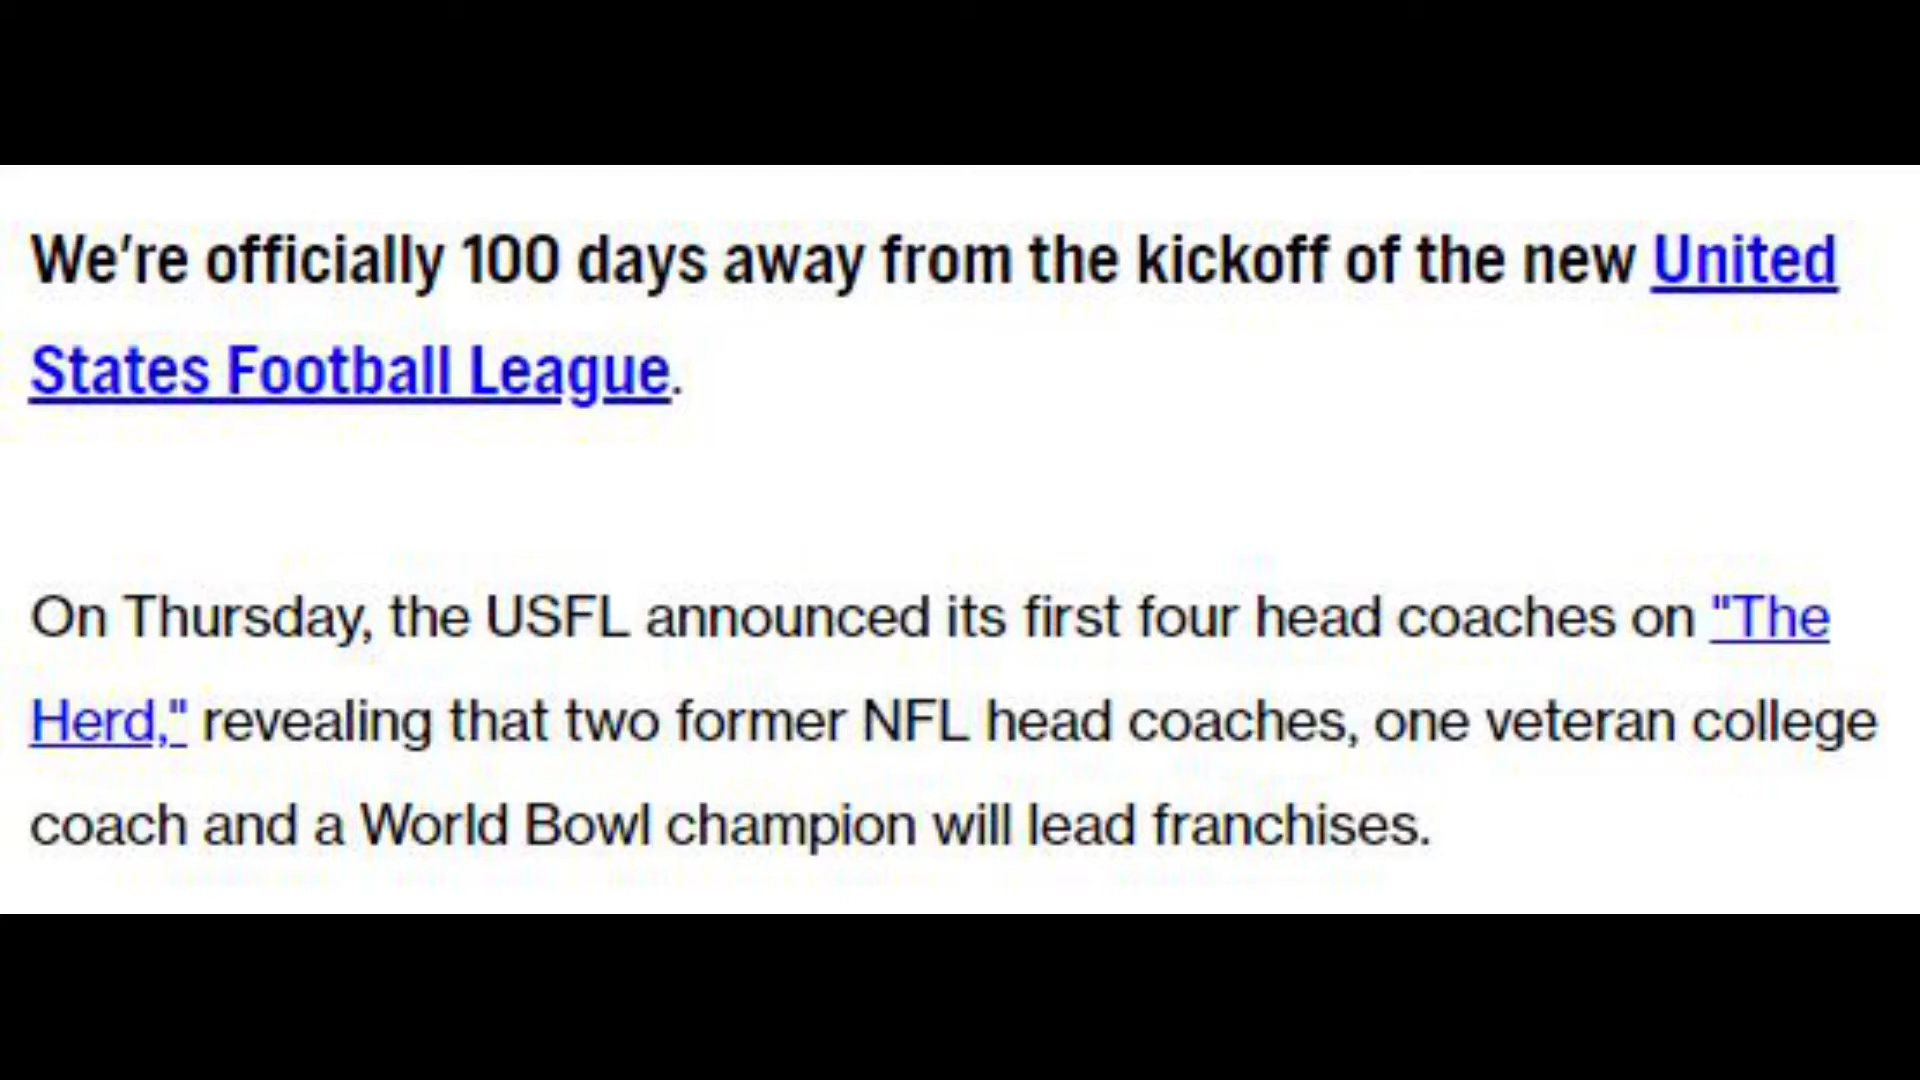 We're officially 100 days away from the kickoff of the new United
States Football League.
On Thursday, the USFL announced its first four head coaches on "The
Herd," revealing that two former NFL head coaches, one veteran college
coach and a World Bowl champion will lead franchises.